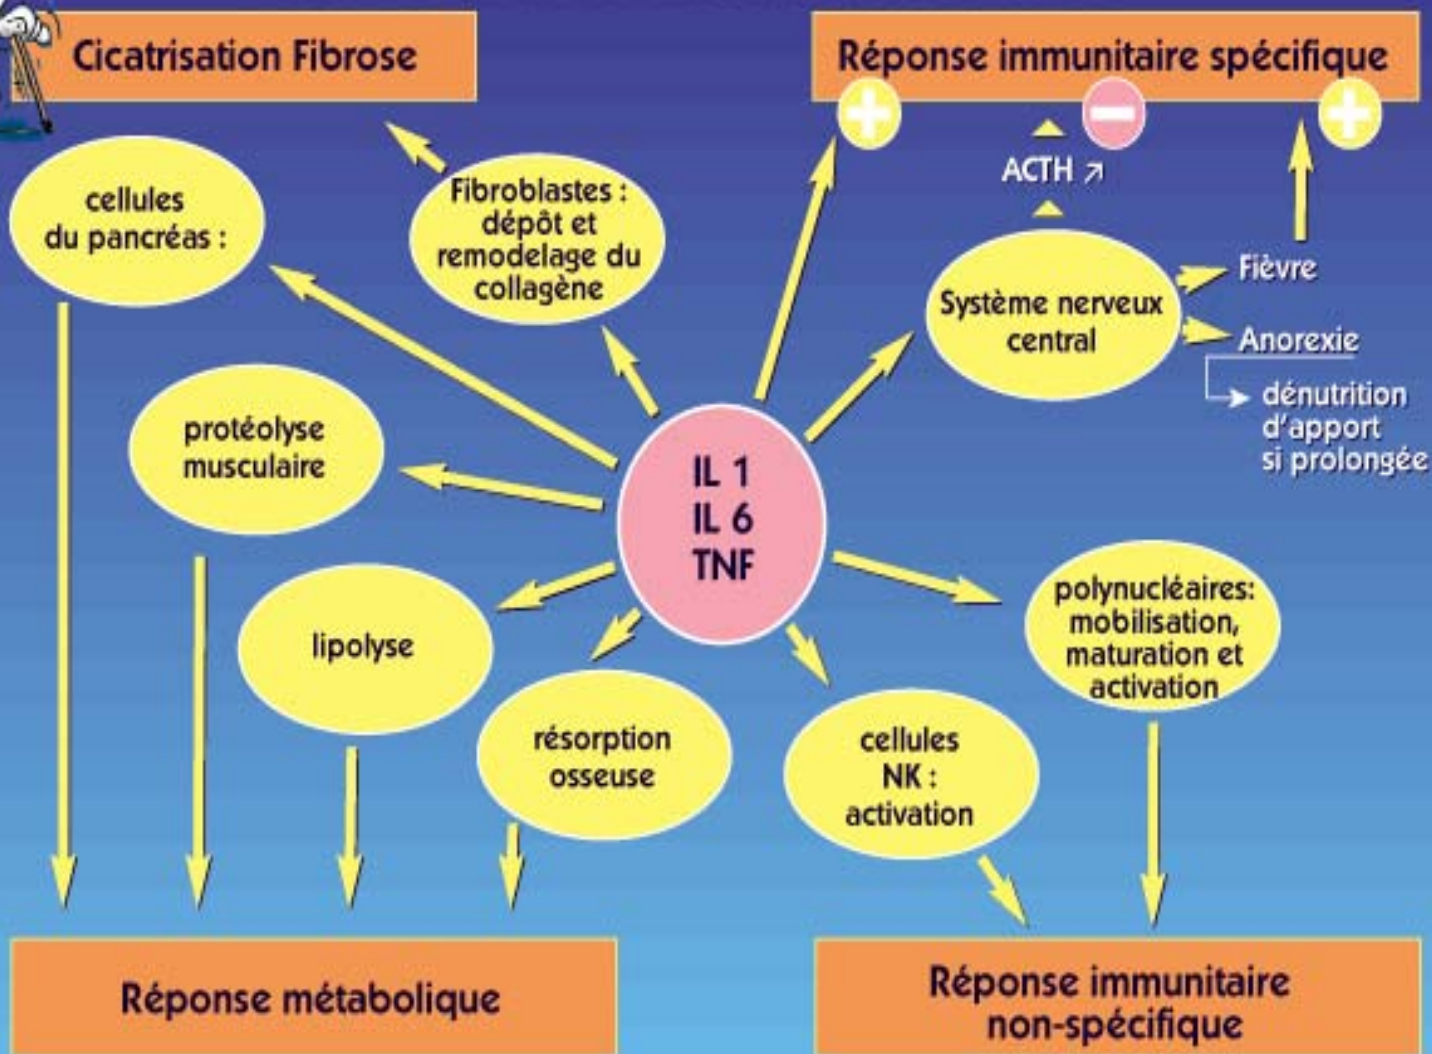 Cicatrisation Fibrose
Réponse immunitaire spécifique
ACTH ↗
cellules
du pancréas :
Fibroblastes :
dépôt et
remodelage du
collagène
Système nerveux
central
Fièvre
Anorexie
dénutrition
d'apport
si prolongée
protéolyse
musculaire
IL 1
IL 6
TNF
lipolyse
résorption
osseuse
cellules
NK :
activation
polynucléaires:
mobilisation,
maturation et
activation
Réponse métabolique
Réponse immunitaire
non-spécifique